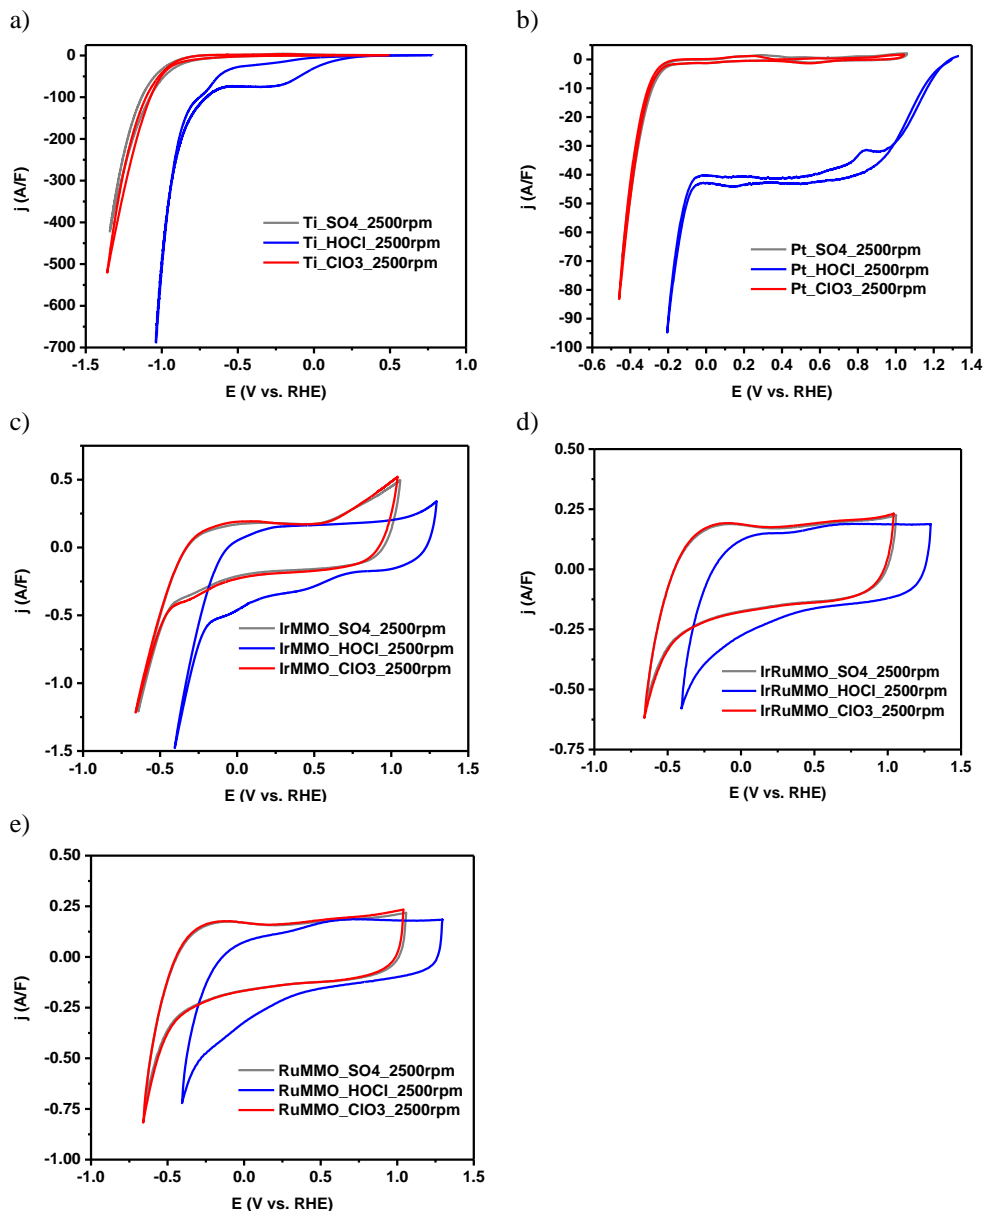 a)
0
-100
-200
-300
-400
-500
-600
-700
-1.5
-1.0
-0.5
0.0
0.5
1.0
j (A/F)
E (V vs. RHE)
Ti_SO4_2500rpm
Ti_HOCl_2500rpm
Ti_ClO3_2500rpm
b)
0
-10
-20
-30
-40
-50
-60
-70
-80
-90
-100
-0.6
-0.4
-0.2
0.0
0.2
0.4
0.6
0.8
1.0
1.2
1.4
j (A/F)
E (V vs. RHE)
Pt_SO4_2500rpm
Pt_HOCl_2500rpm
Pt_ClO3_2500rpm
c)
0.5
0.0
-0.5
-1.0
-1.5
-1.0
-0.5
0.0
0.5
1.0
1.5
j (A/F)
E (V vs. RHE)
IrMMO_SO4_2500rpm
IrMMO_HOCl_2500rpm
IrMMO_ClO3_2500rpm
d)
0.50
0.25
0.00
-0.25
-0.50
-0.75
-1.0
-0.5
0.0
0.5
1.0
1.5
j (A/F)
E (V vs. RHE)
IrRuMMO_SO4_2500rpm
IrRuMMO_HOCl_2500rpm
IrRuMMO_ClO3_2500rpm
e)
0.50
0.25
0.00
-0.25
-0.50
-0.75
-1.00
-1.0
-0.5
0.0
0.5
1.0
1.5
j (A/F)
E (V vs. RHE)
RuMMO_SO4_2500rpm
RuMMO_HOCl_2500rpm
RuMMO_ClO3_2500rpm